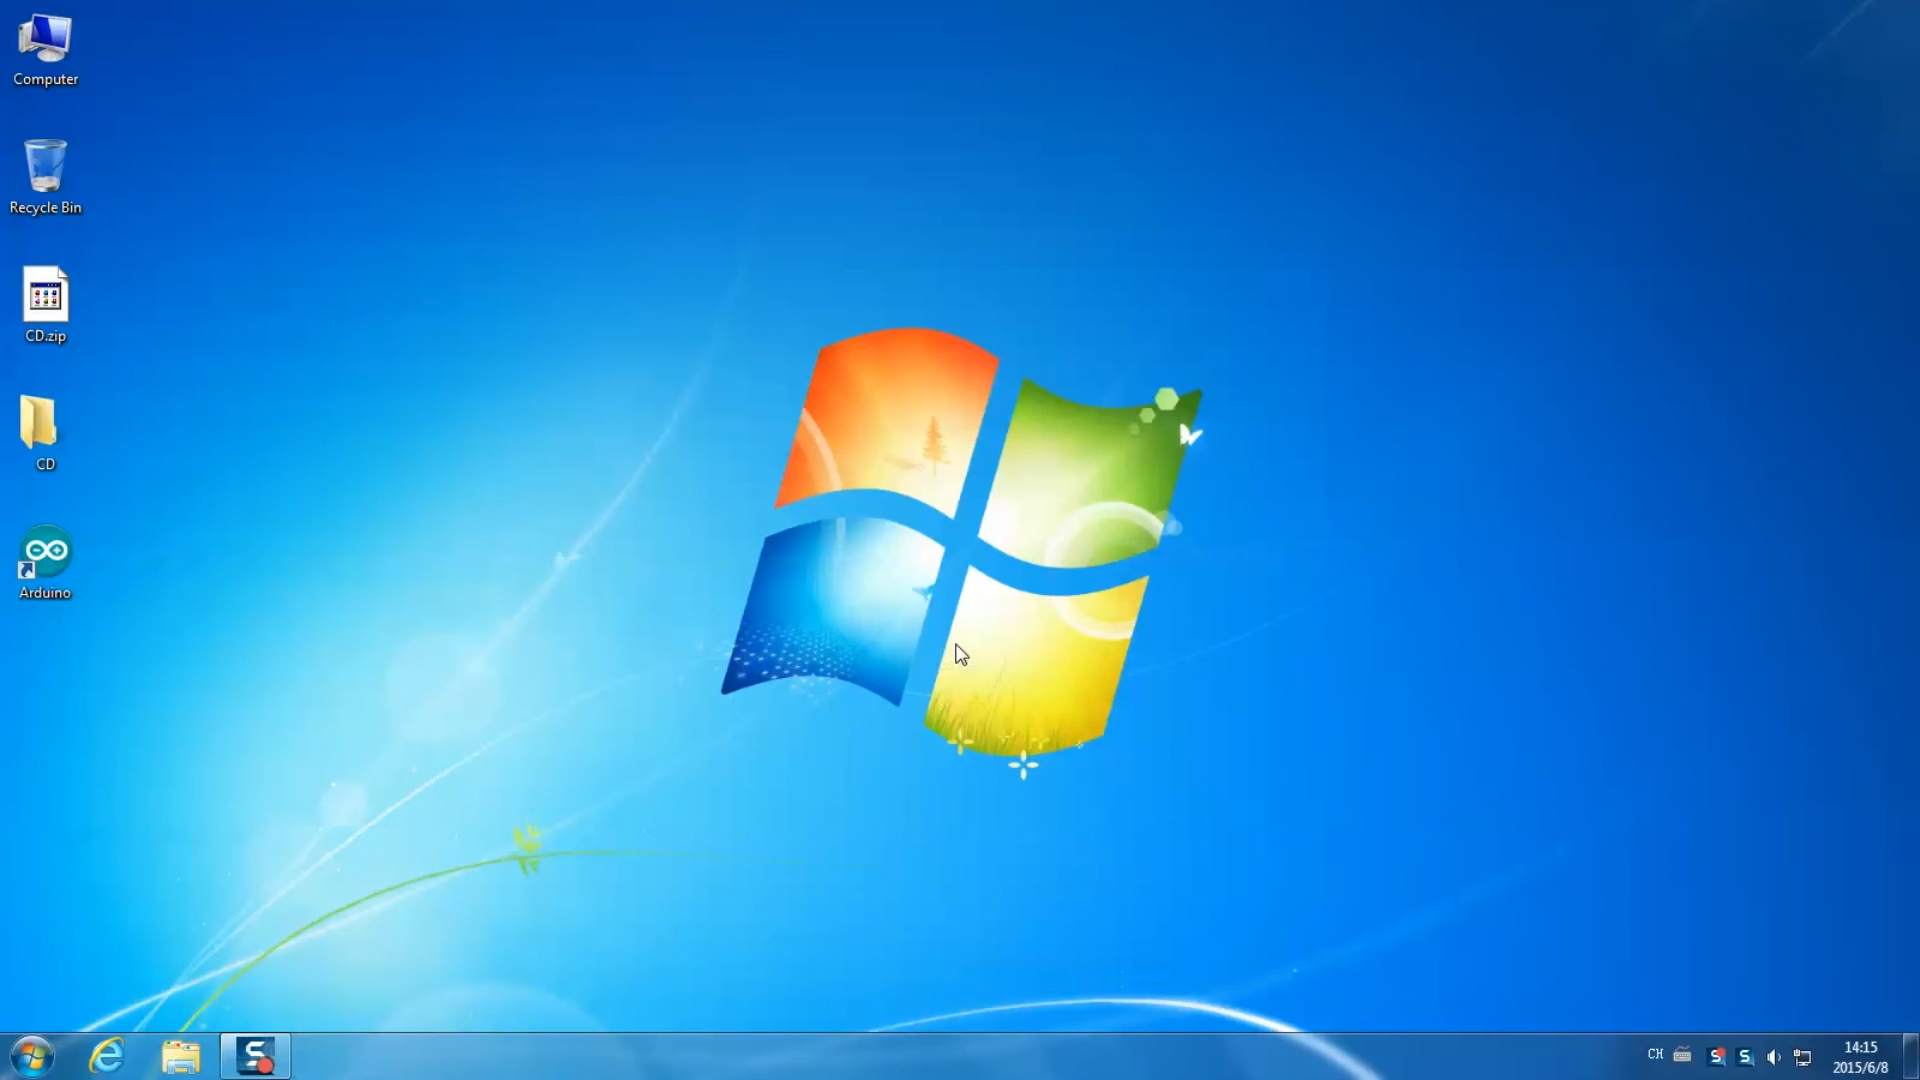 Computer
Recycle Bin
CD.zip
CD
Arduino
CH
14:15
2015/6/8